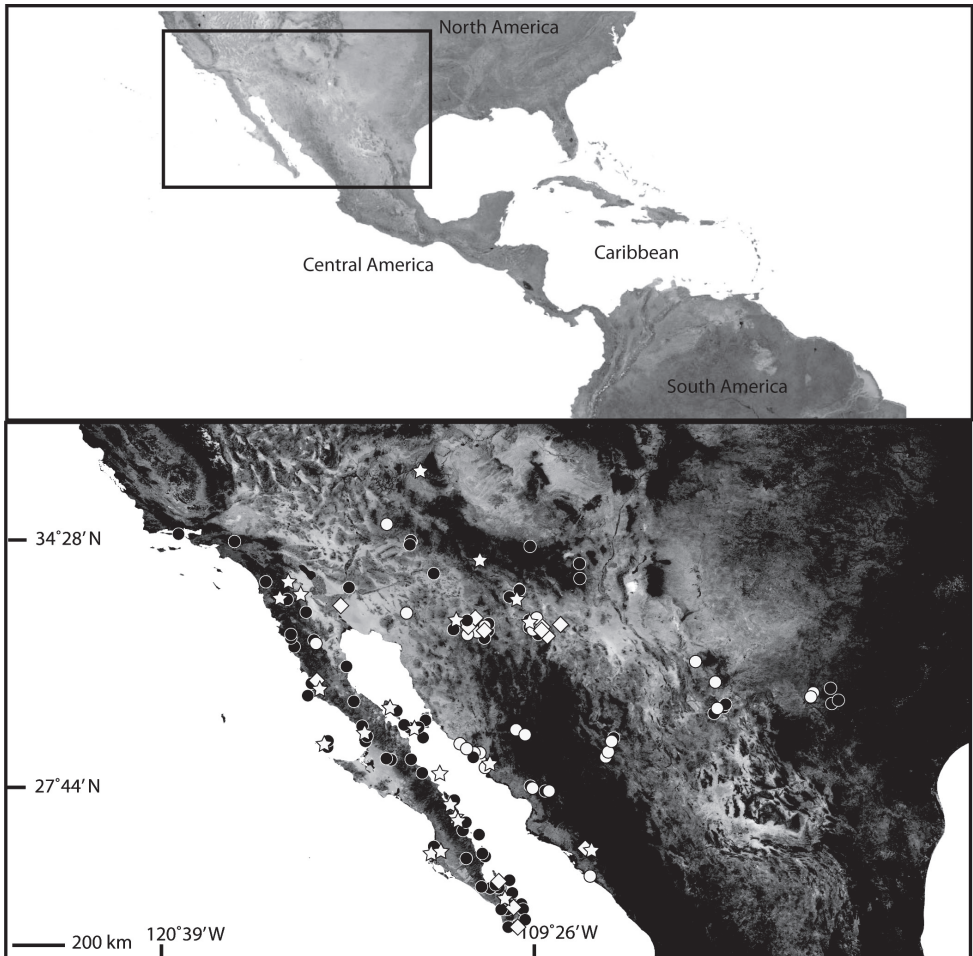 North America
Central America
Caribbean
South America
34˚28′N
27˚44′N
200 km
120˚39′W
109˚26′W